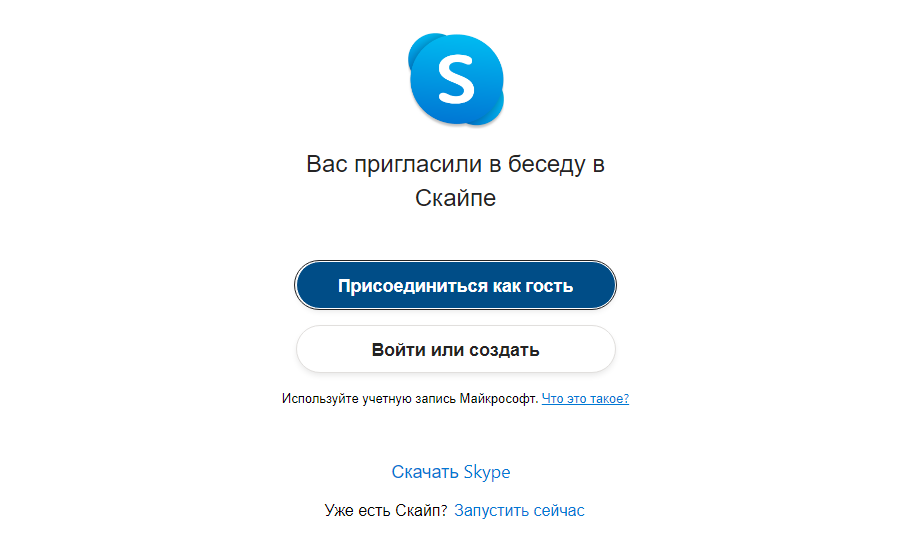 S
Вас пригласили в беседу в
Скайпе
Присоединиться как гость
Войти или создать
Используйте учетную запись Майкрософт. Что это такое?
Скачать Skype
Уже есть Скайп? Запустить сейчас